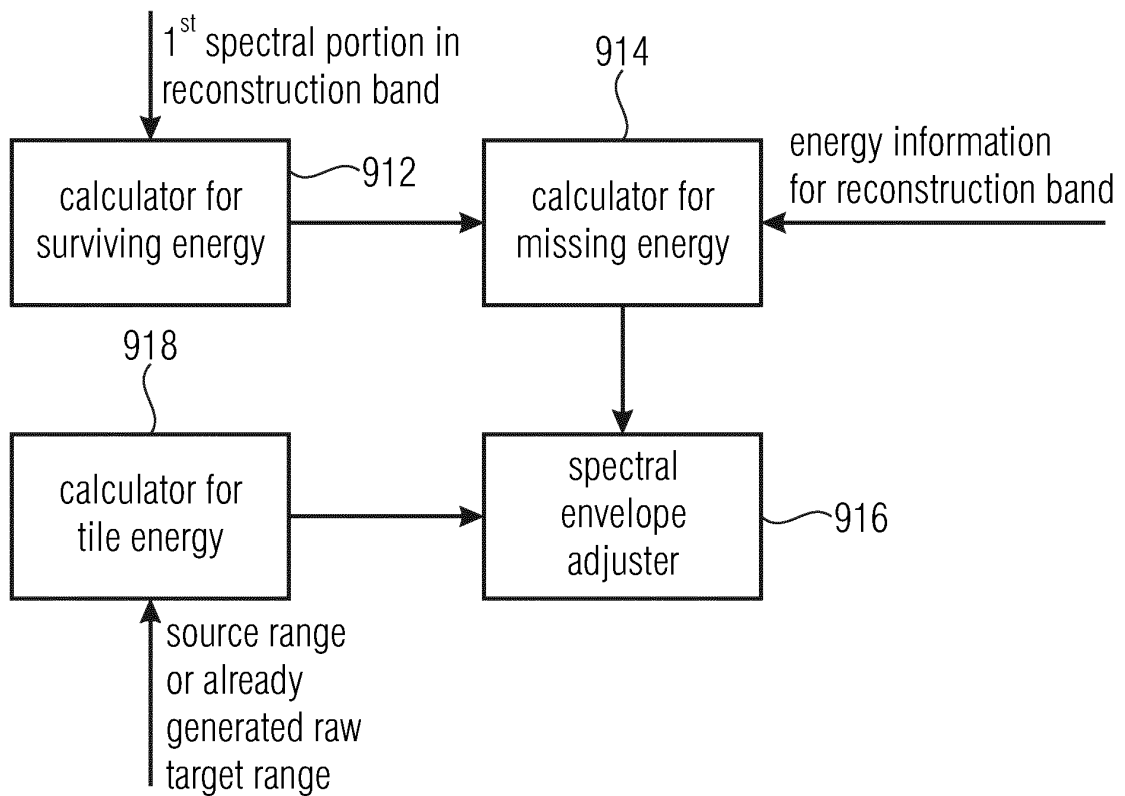 1st spectral portion in
reconstruction band
914
energy information
for reconstruction band
calculator for
surviving energy
912
calculator for
missing energy
918
calculator for
tile energy
spectral
envelope
adjuster
916
source range
or already
generated raw
target range